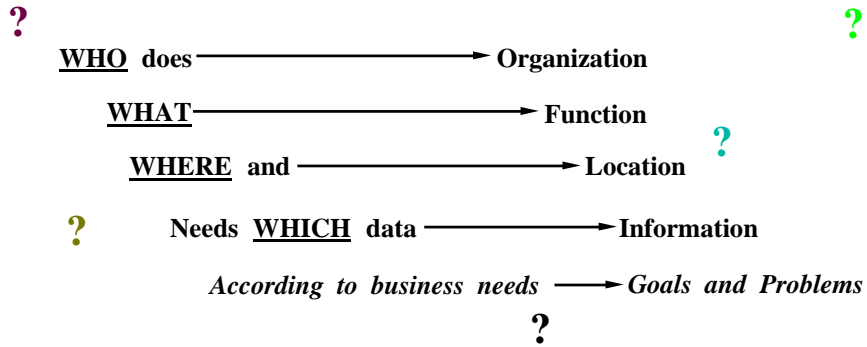 ? ?
WHO does Organization
WHAT Function
?
WHERE and Location
? Needs WHICH data Information
According to business needs Goals and Problems
?